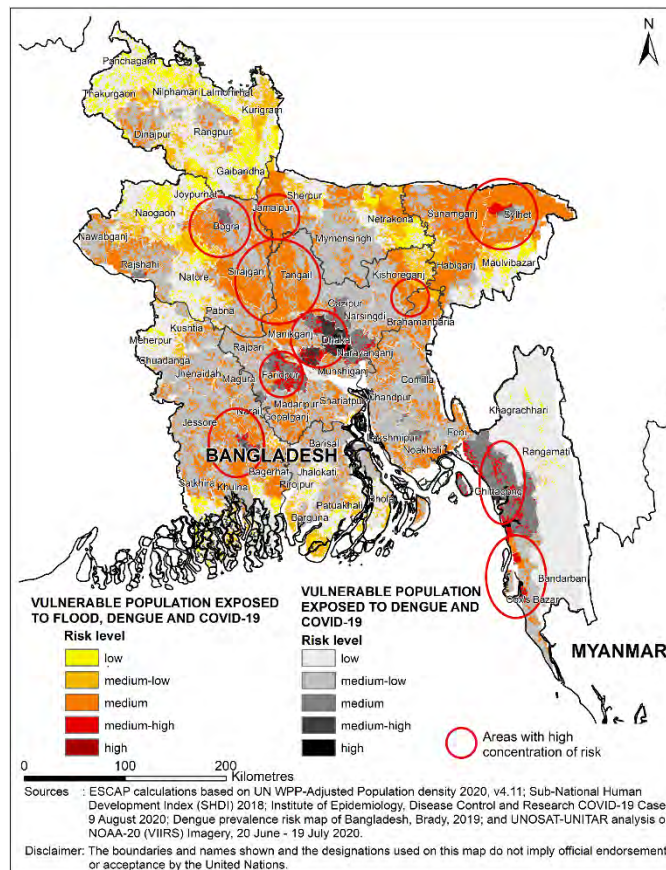 N
Panchagarh
Thakurgaon
Nilphamari
Lalmonirhat
Kurigram
Dinajpur
Rangpur
Gaibandha
Joypurhat
Sherpur
Naogaon
Jamalpur
Bogra
Netrakona
Sunamganj
Sylhet
Nawabganj
Mymensingh
Rajshahi
Habiganj
Maulvibazar
Natore
Sirajganj
Tangail
Kishoreganj
Pabna
Gazipur
Narsingdi
Brahamanbaria
Kushtia
Manikganj
Dhaka
Meherpur
Rajbari
Narayanganj
Chuadanga
Faridpur
Munshiganj
Jhenaidah
Magura
Comilla
Madaripur
Shariatpur
Chandpur
Khagrachhari
Narail
Gopalganj
Jessore
Feni
Rangamati
Barisal
Lakshmipur
Noakhali
BANGLADESH
Bagerhat
Jhalokati
Chittagong
Satkhira
Khulna
Pirojpur
Patuakhali
Bhola
Barguna
Bandarban
Cox's Bazar
MYANMAR
VULNERABLE POPULATION EXPOSED
TO FLOOD, DENGUE AND COVID-19
Risk level
low
medium-low
medium
medium-high
high
VULNERABLE POPULATION
EXPOSED TO DENGUE AND
COVID-19
Risk level
low
medium-low
medium
medium-high
high
Areas with high
concentration of risk
0 100 200
Kilometres
Sources : ESCAP calculations based on UN WPP-Adjusted Population density 2020, v4.11; Sub-National Human
Development Index (SHDI) 2018; Institute of Epidemiology, Disease Control and Research COVID-19 Case
9 August 2020; Dengue prevalence risk map of Bangladesh, Brady, 2019; and UNOSAT-UNITAR analysis o
NOAA-20 (VIIRS) Imagery, 20 June - 19 July 2020.
Disclaimer: The boundaries and names shown and the designations used on this map do not imply official endorsement
or acceptance by the United Nations.